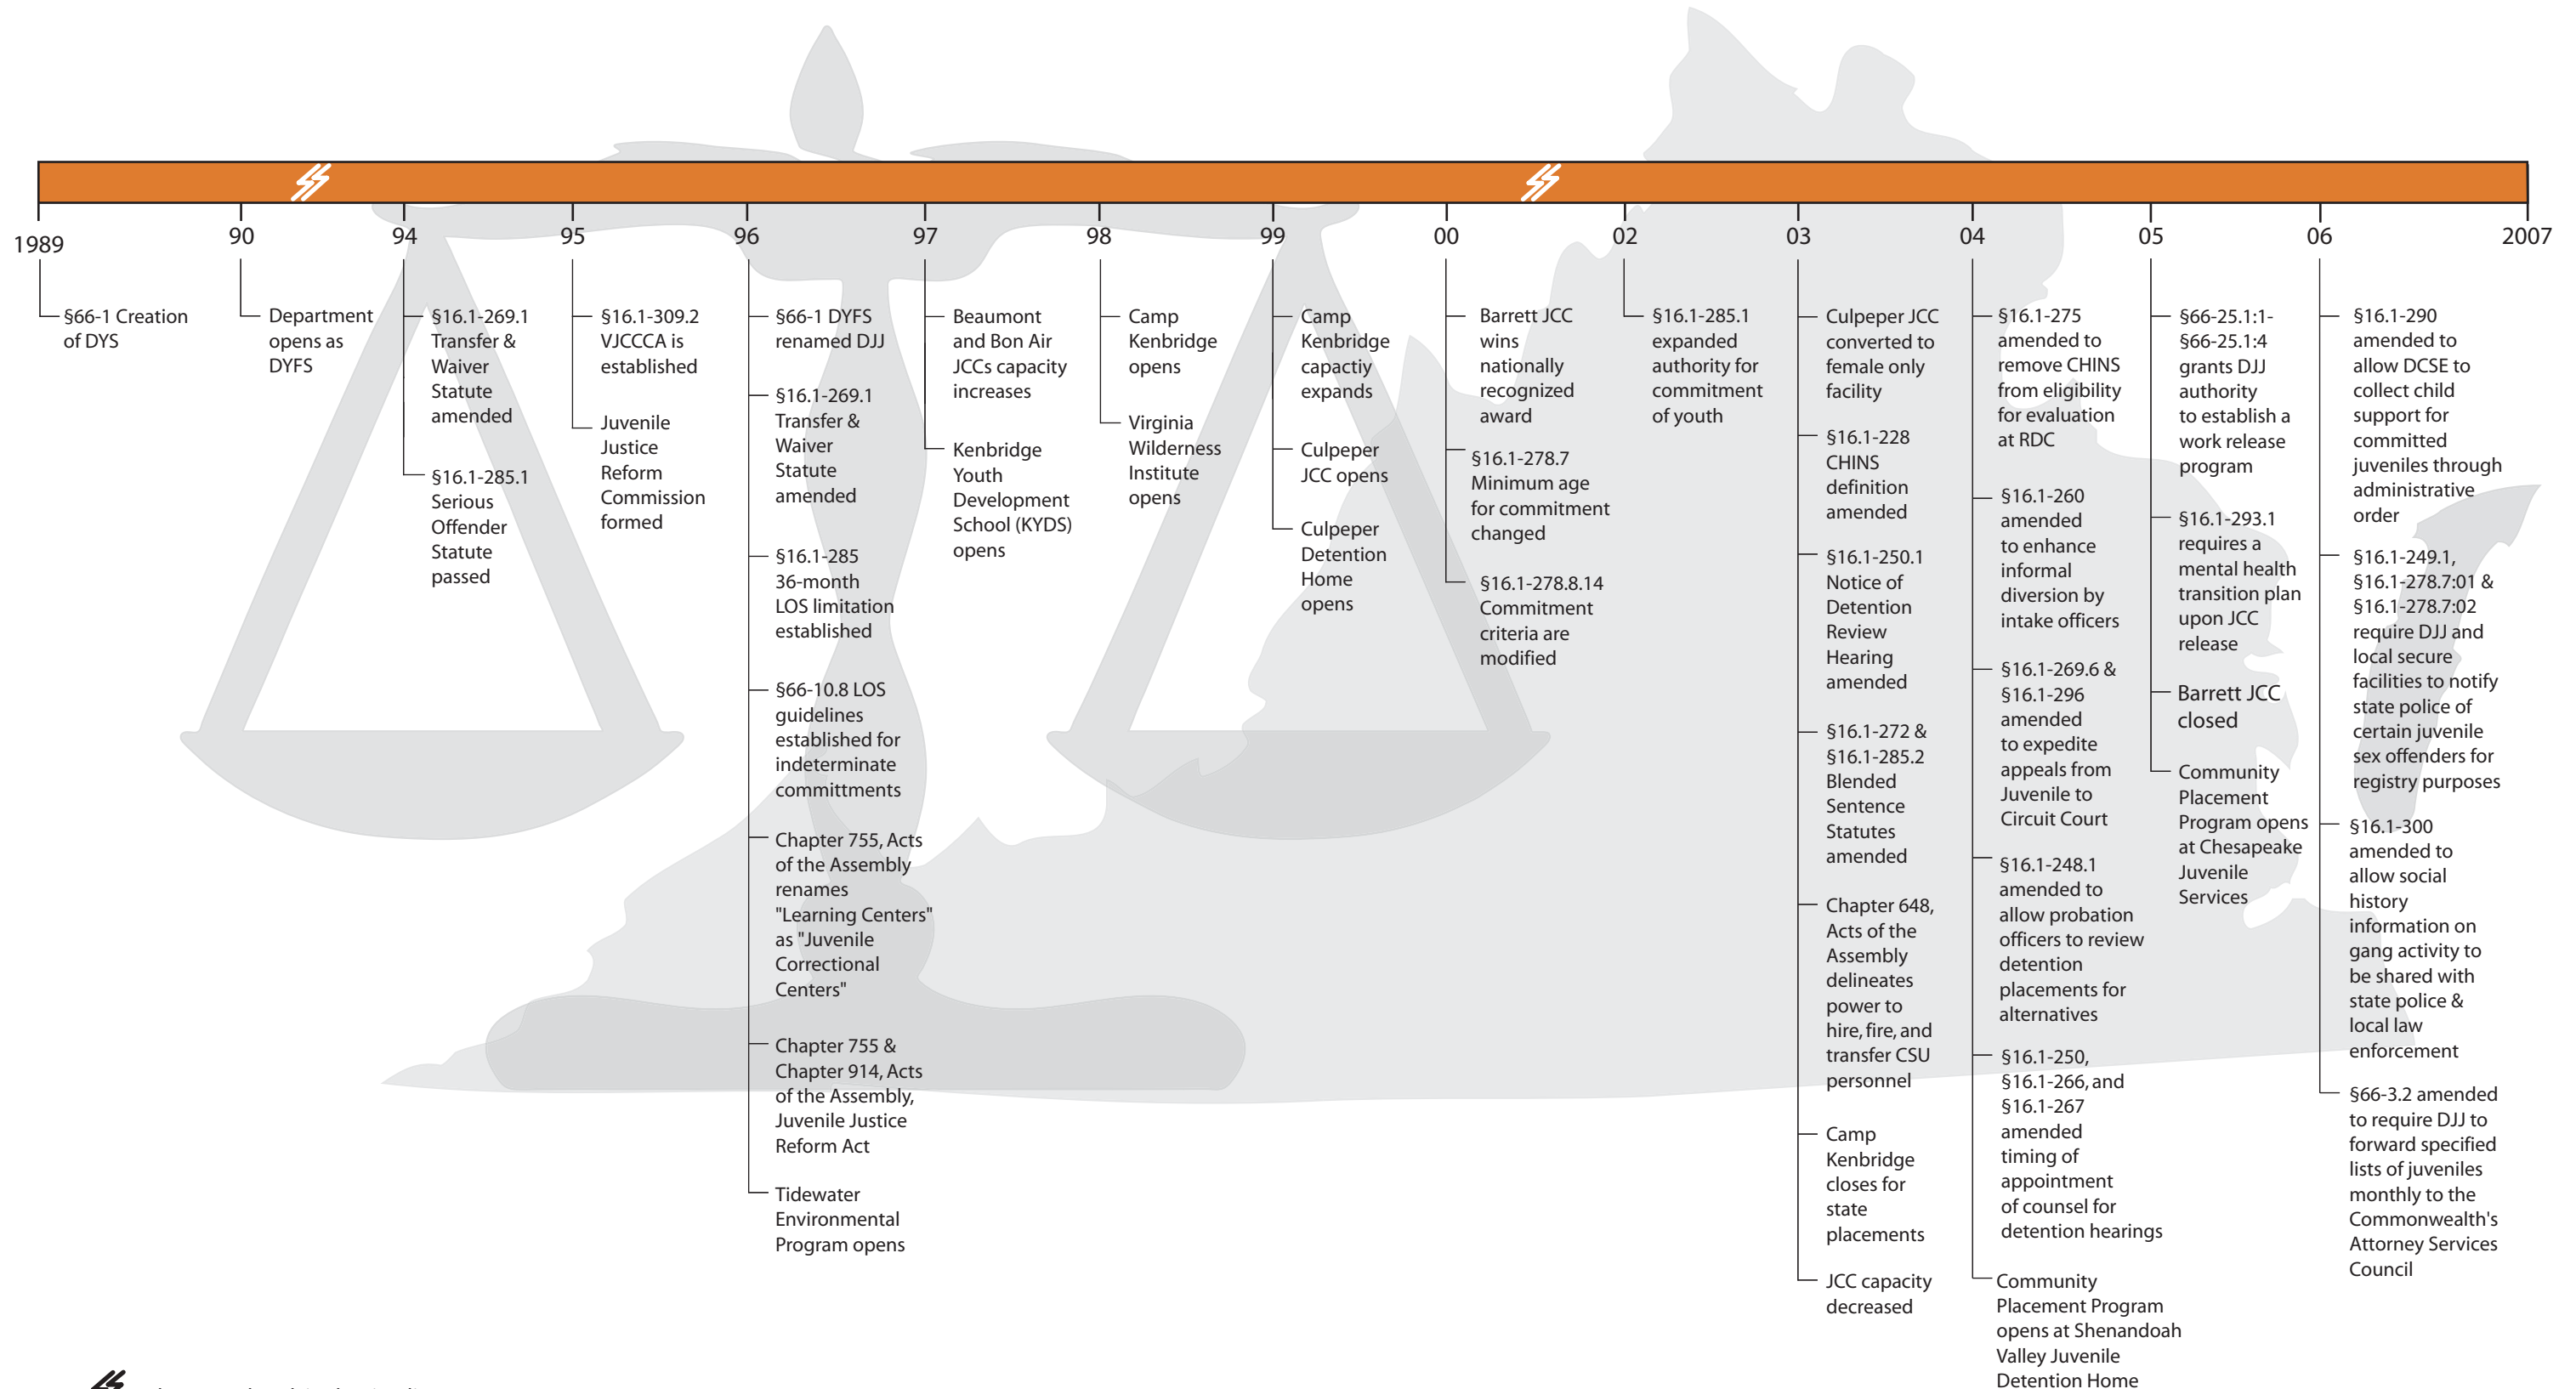 1989
90
94
95
96
97
98
99
00
02
03
04
05
06
2007
§66-1 Creation
of DYS
Department
opens as
DYFS
§16.1-269.1
Transfer &
Waiver
Statute
amended
§16.1-285.1
Serious
Offender
Statute
passed
§16.1-309.2
VJCCCA is
established
Juvenile
Justice
Reform
Commission
formed
§66-1 DYFS
renamed DJJ
§16.1-269.1
Transfer &
Waiver
Statute
amended
§16.1-285
36-month
LOS limitation
established
§66-10.8 LOS
guidelines
established for
indeterminate
committments
Chapter 755, Acts
of the Assembly
renames
"Learning Centers"
as "Juvenile
Correctional
Centers"
Chapter 755 &
Chapter 914, Acts
of the Assembly,
Juvenile Justice
Reform Act
Tidewater
Environmental
Program opens
Beaumont
and Bon Air
JCCs capacity
increases
Kenbridge
Youth
Development
School (KYDS)
opens
Camp
Kenbridge
opens
Virginia
Wilderness
Institute
opens
Camp
Kenbridge
capactiy
expands
Culpeper
JCC opens
Culpeper
Detention
Home
opens
Barrett JCC
wins
nationally
recognized
award
§16.1-278.7
Minimum age
for commitment
changed
§16.1-278.8.14
Commitment
criteria are
modified
§16.1-285.1
expanded
authority for
commitment
of youth
Culpeper JCC
converted to
female only
facility
§16.1-228
CHINS
definition
amended
§16.1-250.1
Notice of
Detention
Review
Hearing
amended
§16.1-272 &
§16.1-285.2
Blended
Sentence
Statutes
amended
Chapter 648,
Acts of the
Assembly
delineates
power to
hire, fire, and
transfer CSU
personnel
Camp
Kenbridge
closes for
state
placements
JCC capacity
decreased
§16.1-275
amended to
remove CHINS
from eligibility
for evaluation
at RDC
§16.1-260
amended
to enhance
informal
diversion by
intake officers
§16.1-269.6 &
§16.1-296
amended
to expedite
appeals from
Juvenile to
Circuit Court
§16.1-248.1
amended to
allow probation
officers to review
detention
placements for
alternatives
§16.1-250,
§16.1-266, and
§16.1-267
amended
timing of
appointment
of counsel for
detention hearings
Community
Placement Program
opens at Shenandoah
Valley Juvenile
Detention Home
§66-25.1:1-
§66-25.1:4
grants DJJ
authority
to establish a
work release
program
§16.1-293.1
requires a
mental health
transition plan
upon JCC
release
Barrett JCC
closed
Community
Placement
Program opens
at Chesapeake
Juvenile
Services
§16.1-290
amended to
allow DCSE to
collect child
support for
committed
juveniles through
administrative
order
§16.1-249.1,
§16.1-278.7:01 &
§16.1-278.7:02
require DJJ and
local secure
facilities to notify
state police of
certain juvenile
sex offenders for
registry purposes
§16.1-300
amended to
allow social
history
information on
gang activity to
be shared with
state police &
local law
enforcement
§66-3.2 amended
to require DJJ to
forward specified
lists of juveniles
monthly to the
Commonwealth's
Attorney Services
Council